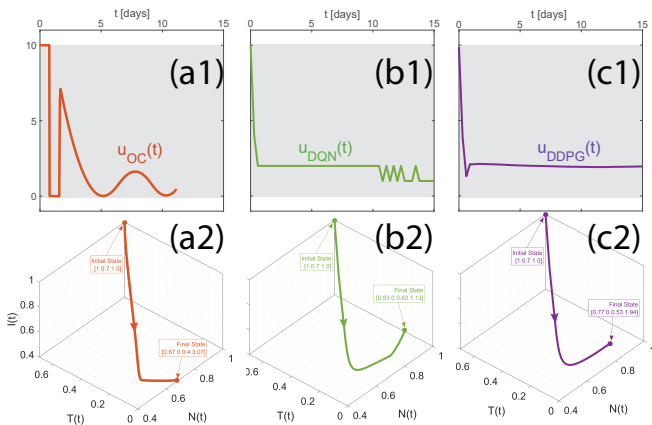 t [days]
t [days]
t [days]
0 5 10 15
0 5 10 15
0 5 10 15
(a1)
(b1)
(c1)
10
5
0
u_OC(t)
u_DQN(t)
u_DDPG(t)
(a2)
(b2)
(c2)
Initial State
[1 0.7 1 0]
Initial State
[1 0.7 1 0]
Initial State
[1 0.7 1 0]
Final State
[0.67 0 0.4 3.07]
Final State
[0.83 0 0.63 1.13]
Final State
[0.77 0 0.53 1.94]
I(t)
1
0.8
0.6
0.4
0.6
0.4
0.2
0
0.4
0.6
0.8
1
T(t)
N(t)
0.6
0.4
0.2
0
0.4
0.6
0.8
1
T(t)
N(t)
0.6
0.4
0.2
0
0.4
0.6
0.8
1
T(t)
N(t)